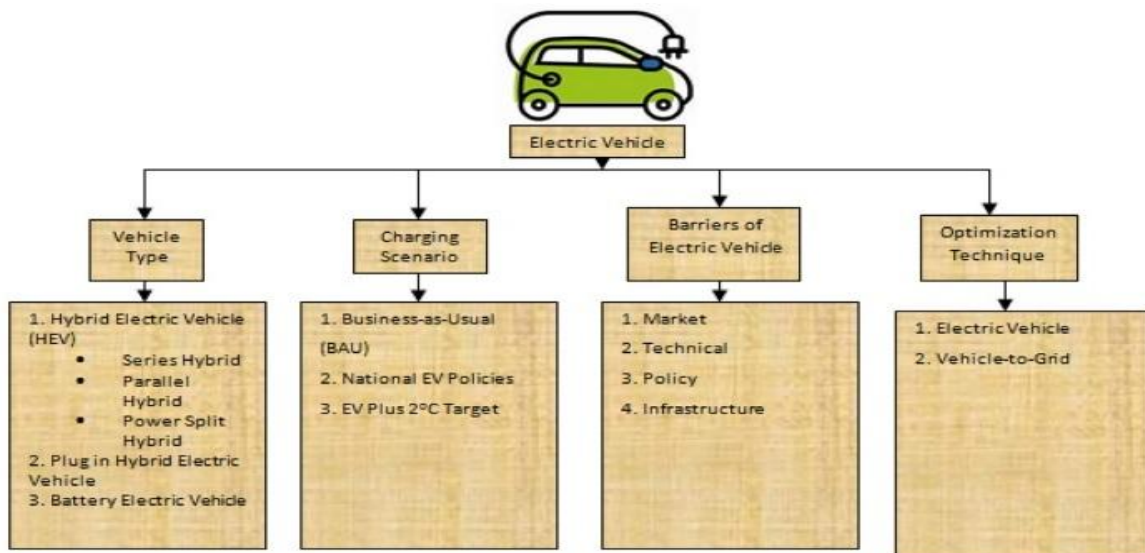 Electric Vehicle
Vehicle
Type
Charging
Scenario
Barriers of
Electric Vehicle
Optimization
Technique
1. Hybrid Electric Vehicle
(HEV)
• Series Hybrid
• Parallel
Hybrid
• Power Split
Hybrid
2. Plug in Hybrid Electric
Vehicle
3. Battery Electric Vehicle
1. Business-as-Usual
(BAU)
2. National EV Policies
3. EV Plus 2°C Target
1. Market
2. Technical
3. Policy
4. Infrastructure
1. Electric Vehicle
2. Vehicle-to-Grid